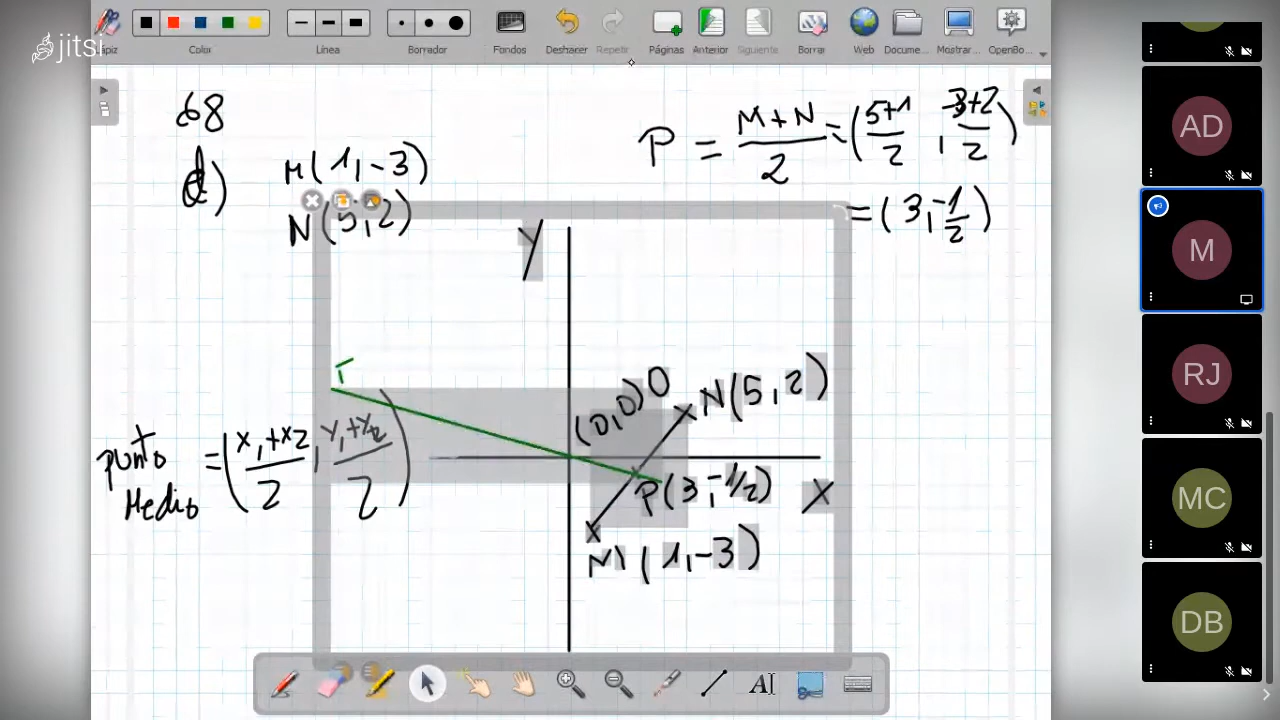 jitsi
Lápiz
Color
Línea
Borrador
Fondos
Deshacer
Repetir
Páginas
Anterior
Siguiente
Borrar
Web
Docume...
Mostrar...
OpenBo...
68
d)
M(1,-3)
N(5,2)
P = M+N/2 = (5+1/2, -3+2/2)
= (3, -1/2)
Y
r
(0,0) O
N(5,2)
P(3,-1/2)
X
M(1,-3)
punto
Medio
= (x1+x2/2, y1+y2/2)
AI
AD
M
RJ
MC
DB